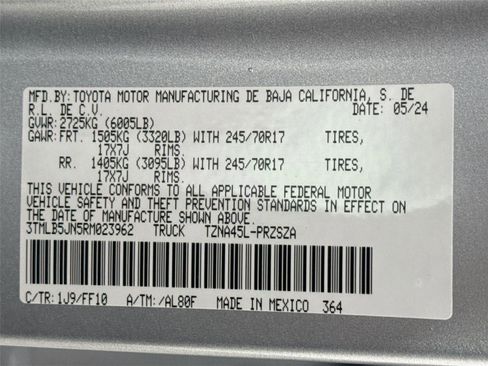 MFD.BY:TOYOTA MOTOR MANUFACTURING DE BAJA CALIFORNIA, S. DE
R.L. DE C.V. DATE: 05/24
GVWR:2725KG (6005LB)
GAWR:FRT. 1505KG (3320LB) WITH 245/70R17 TIRES,
17X7J RIMS.
RR. 1405KG (3095LB) WITH 245/70R17 TIRES,
17X7J RIMS.
THIS VEHICLE CONFORMS TO ALL APPLICABLE FEDERAL MOTOR
VEHICLE SAFETY AND THEFT PREVENTION STANDARDS IN EFFECT ON
THE DATE OF MANUFACTURE SHOWN ABOVE.
3TMLB5JN5RM023962 TRUCK TZNA45L-PRZSZA
C/TR:1J9/FF10 A/TM:/AL80F MADE IN MEXICO 364